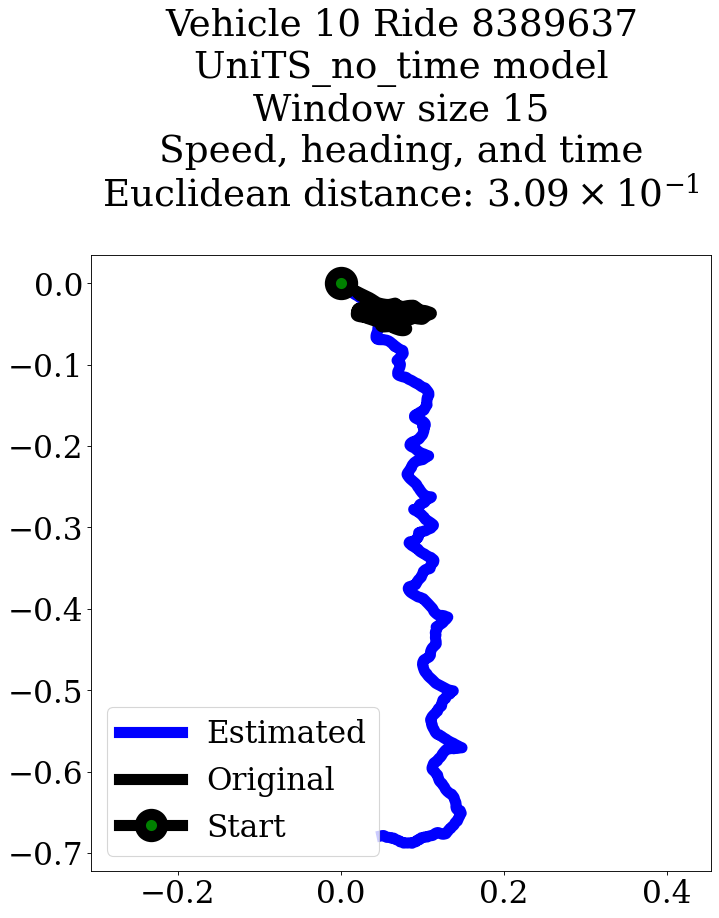 Vehicle 10 Ride 8389637
UniTS_no_time model
Window size 15
Speed, heading, and time
Euclidean distance: 3.09 × 10⁻¹
0.0
−0.1
−0.2
−0.3
−0.4
−0.5
−0.6
−0.7
Estimated
Original
Start
−0.2 0.0 0.2 0.4